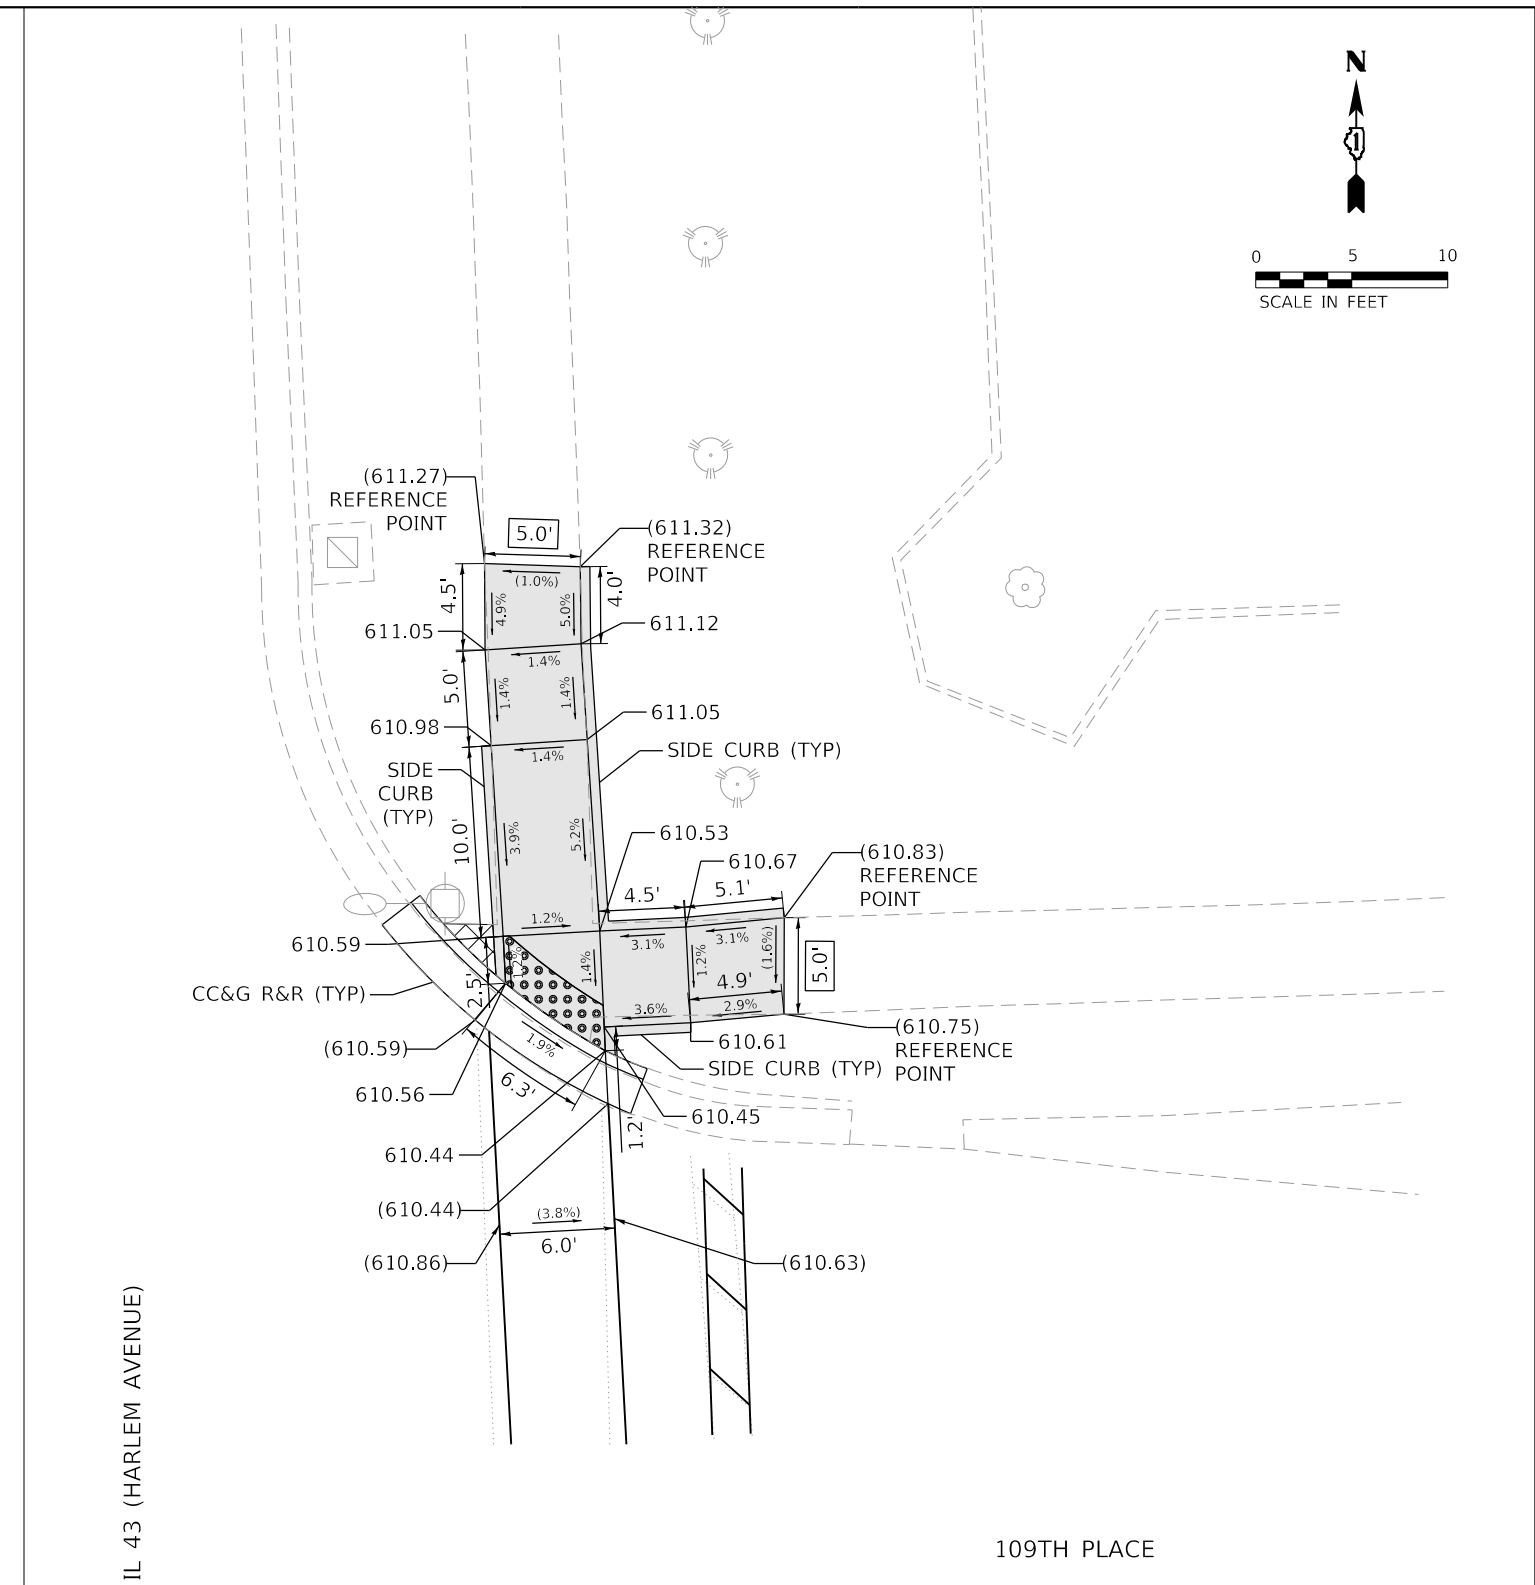 N
1
0 5 10
SCALE IN FEET
(611.27)
REFERENCE
POINT
5.0'
(611.32)
REFERENCE
POINT
(1.0%)
4.5'
4.9%
5.0%
4.0'
611.05
611.12
1.4%
5.0'
1.4%
1.4%
610.98
611.05
1.4%
SIDE CURB (TYP)
SIDE
CURB
(TYP)
10.0'
3.9%
5.2%
610.53
610.67
(610.83)
REFERENCE
POINT
4.5'
5.1'
1.2%
610.59
3.1%
3.1%
1.2%
1.4%
1.2%
(1.6%)
5.0'
4.9'
CC&G R&R (TYP)
2.5'
3.6%
2.9%
(610.75)
REFERENCE
POINT
610.61
SIDE CURB (TYP)
(610.59)
1.9%
6.3'
610.56
610.45
1.2'
610.44
(610.44)
(3.8%)
6.0'
(610.86)
(610.63)
IL 43 (HARLEM AVENUE)
109TH PLACE